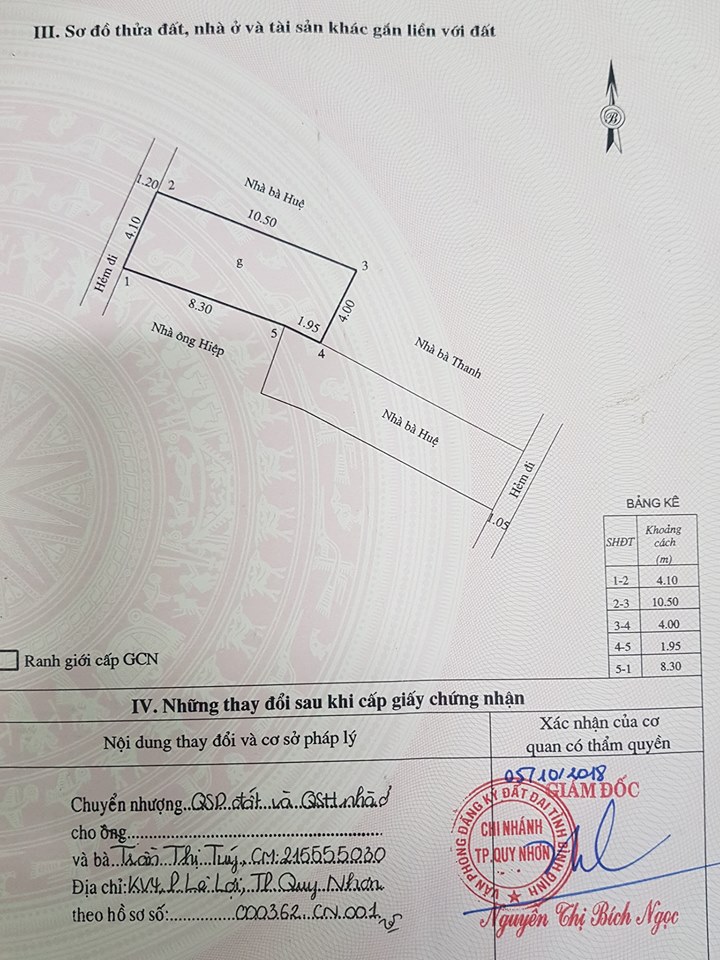 III. Sơ đồ thửa đất, nhà ở và tài sản khác gắn liền với đất
B
1.20
2
Nhà bà Huệ
10.50
4.10
g
3
Hẻm đi
1
8.30
1.95
4.00
Nhà ông Hiệp
5
4
Nhà bà Thanh
Nhà bà Huệ
Hẻm đi
1.05
BẢNG KÊ
SHĐT Khoảng cách (m)
1-2 4.10
2-3 10.50
3-4 4.00
4-5 1.95
5-1 8.30
Ranh giới cấp GCN
IV. Những thay đổi sau khi cấp giấy chứng nhận
Nội dung thay đổi và cơ sở pháp lý
Xác nhận của cơ
quan có thẩm quyền
Chuyển nhượng..QSD đất và QSH nhà ở
cho ông
và bà Trần Thị Tuý, CM: 215555030
Địa chỉ: KV4, P. Lê Lợi, TP. Quy Nhơn
theo hồ sơ số: 000362.CN.001
05/10/2018
GIÁM ĐỐC
VĂN PHÒNG ĐĂNG KÝ ĐẤT ĐAI TỈNH BÌNH ĐỊNH
CHI NHÁNH
TP.QUY NHƠN
Nguyễn Thị Bích Ngọc